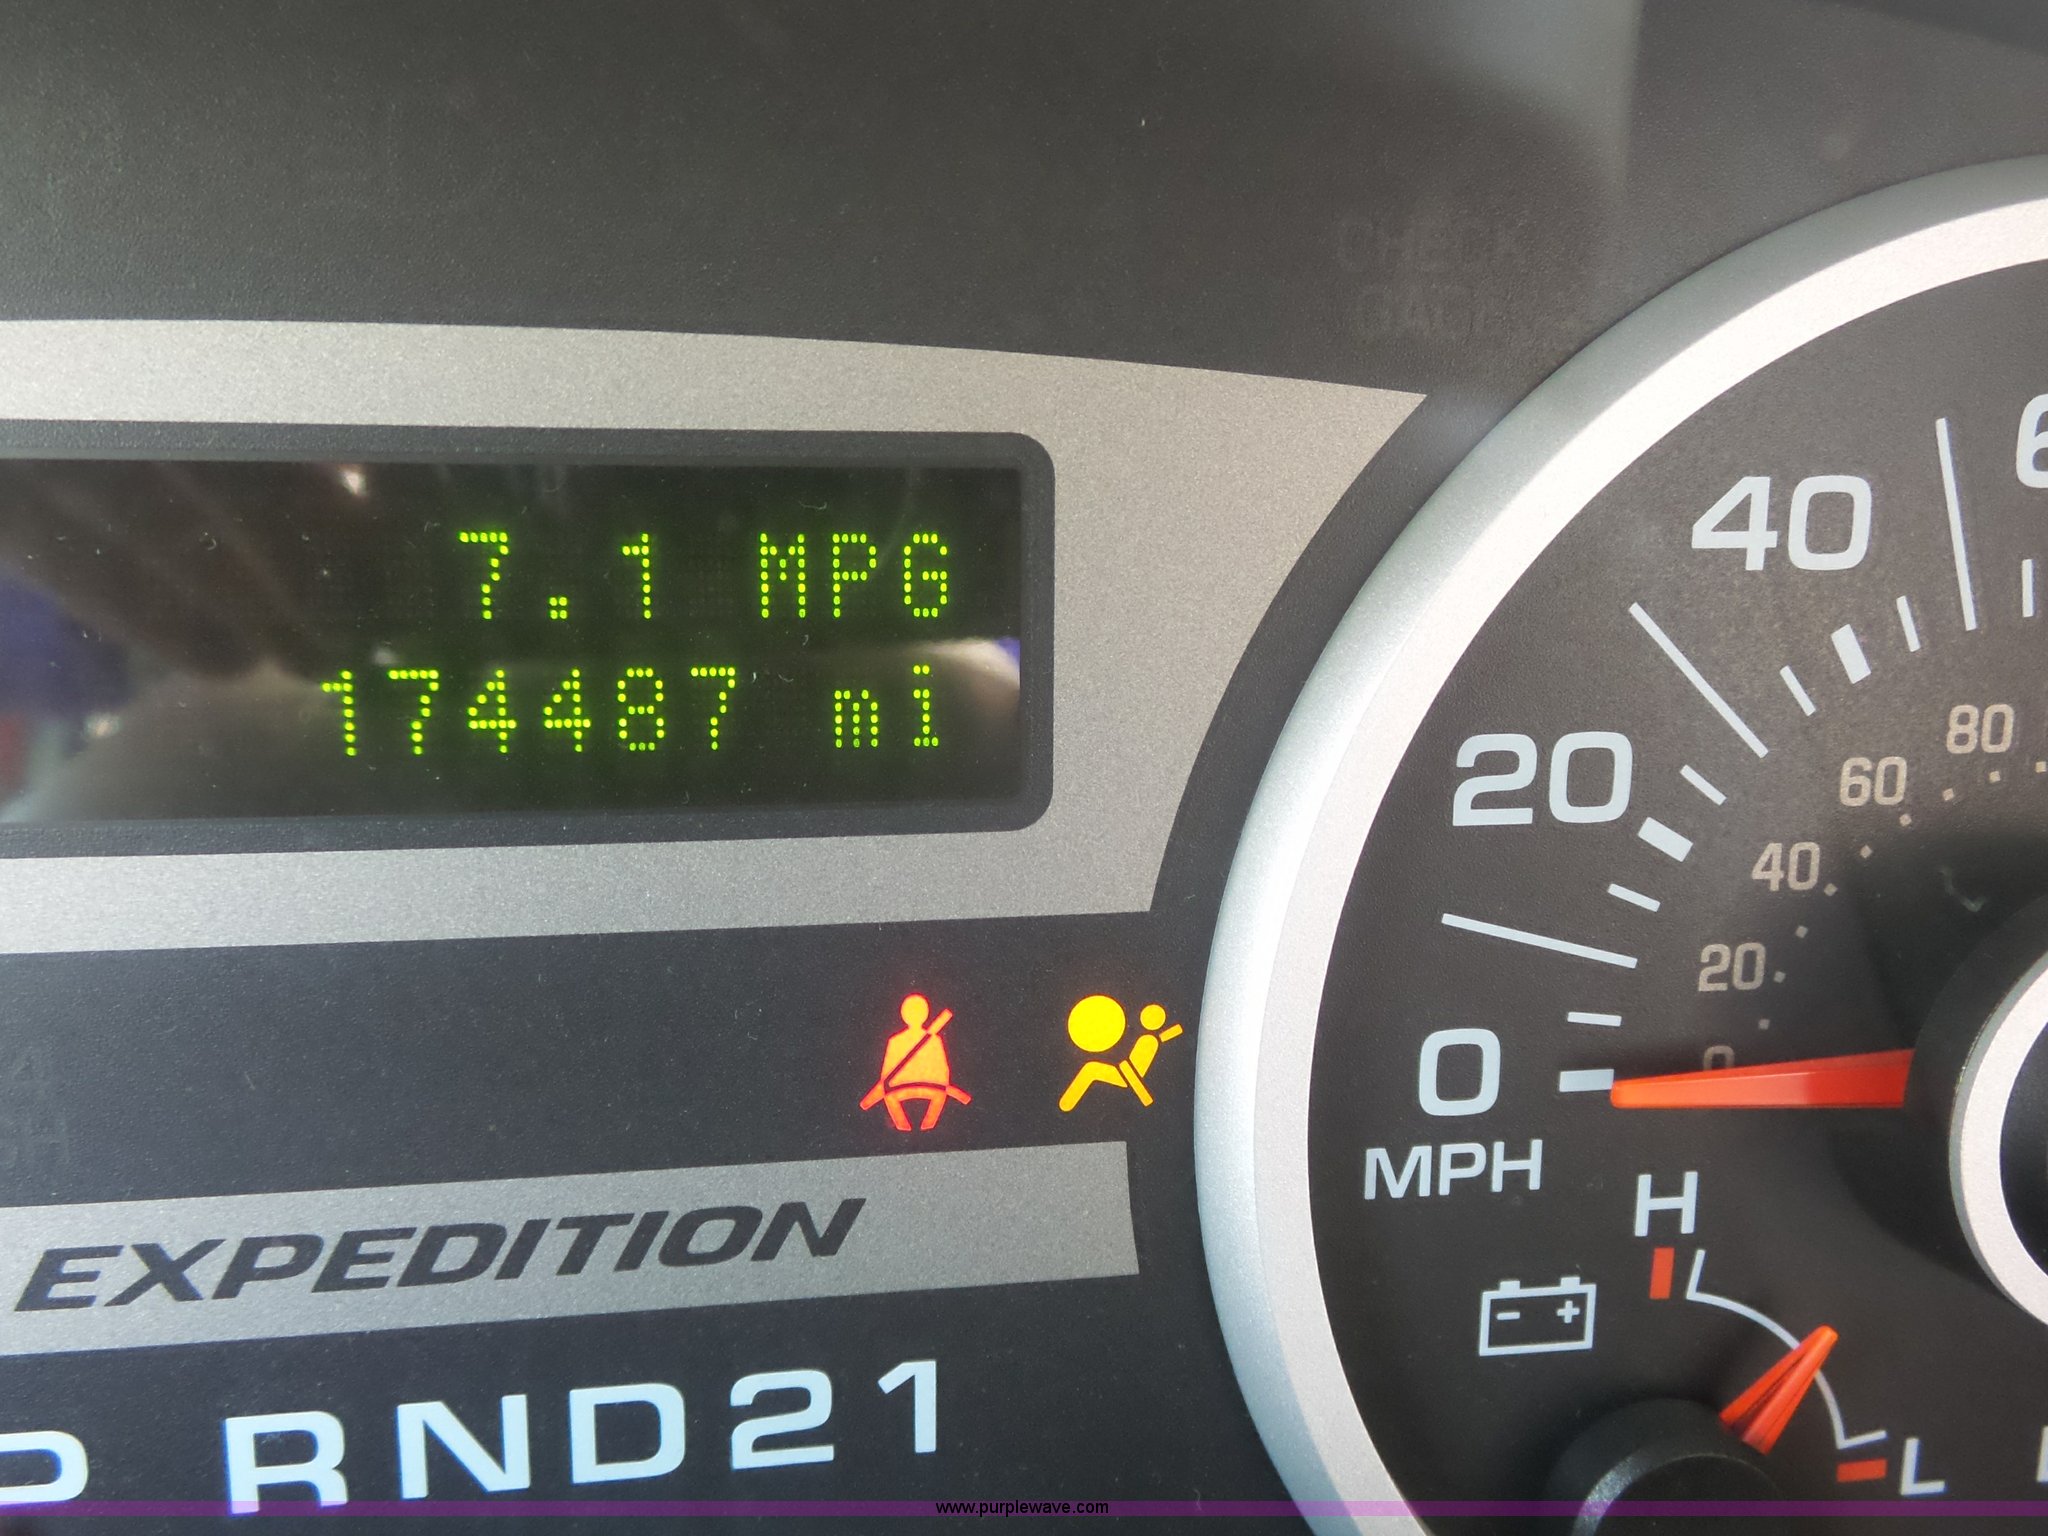 CHECK
7.1 MPG
174487 mi
40
20
0
MPH
80
60
40
20
0
EXPEDITION
P RND21
H
- +
L
www.purplewave.com